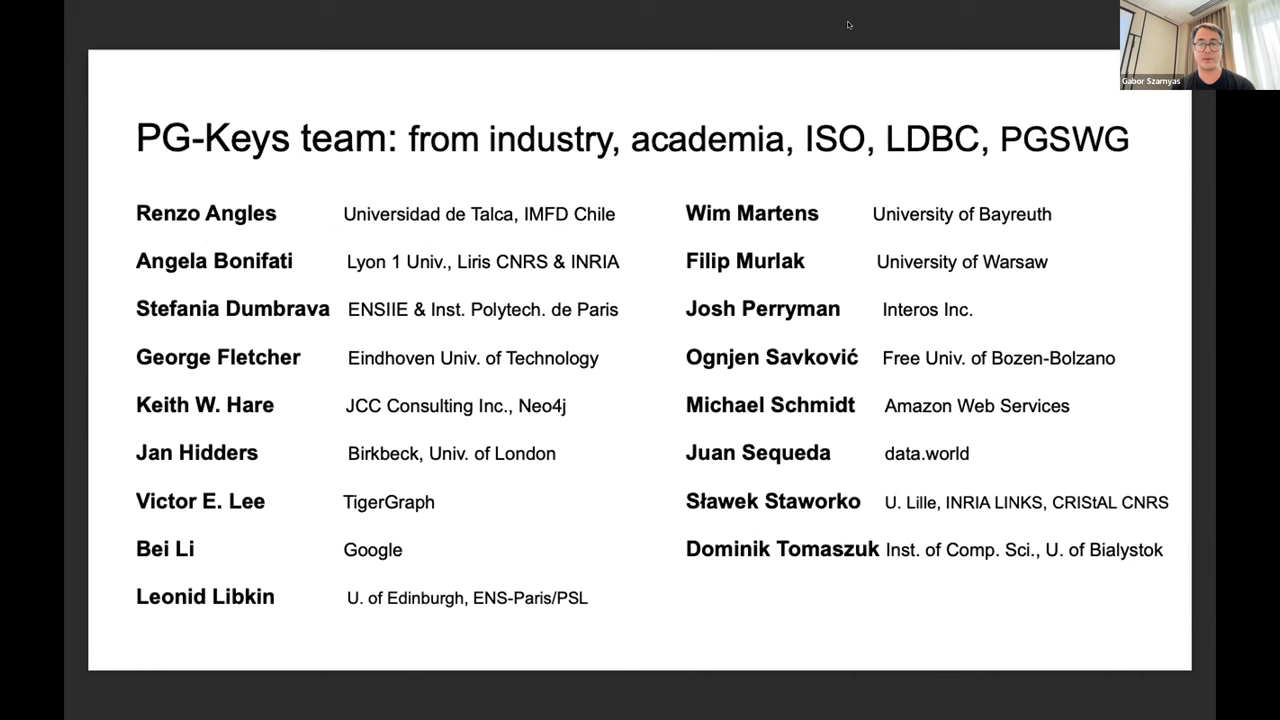 Gabor Szarnyas
PG-Keys team: from industry, academia, ISO, LDBC, PGSWG
Renzo Angles Universidad de Talca, IMFD Chile
Angela Bonifati Lyon 1 Univ., Liris CNRS & INRIA
Stefania Dumbrava ENSIIE & Inst. Polytech. de Paris
George Fletcher Eindhoven Univ. of Technology
Keith W. Hare JCC Consulting Inc., Neo4j
Jan Hidders Birkbeck, Univ. of London
Victor E. Lee TigerGraph
Bei Li Google
Leonid Libkin U. of Edinburgh, ENS-Paris/PSL
Wim Martens University of Bayreuth
Filip Murlak University of Warsaw
Josh Perryman Interos Inc.
Ognjen Savković Free Univ. of Bozen-Bolzano
Michael Schmidt Amazon Web Services
Juan Sequeda data.world
Sławek Staworko U. Lille, INRIA LINKS, CRIStAL CNRS
Dominik Tomaszuk Inst. of Comp. Sci., U. of Bialystok